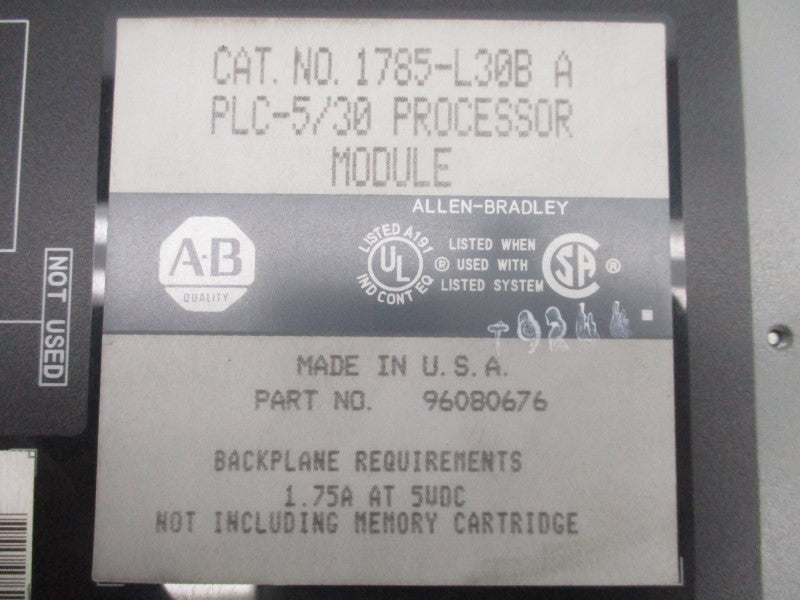 CAT. NO. 1785-L30B A
PLC-5/30 PROCESSOR
MODULE
ALLEN-BRADLEY
A·B
QUALITY
LISTED A191
UL
®
IND CONT EQ
LISTED WHEN
USED WITH
LISTED SYSTEM
SA ®
MADE IN U.S.A.
PART NO. 96080676
BACKPLANE REQUIREMENTS
1.75A AT 5VDC
NOT INCLUDING MEMORY CARTRIDGE
NOT USED